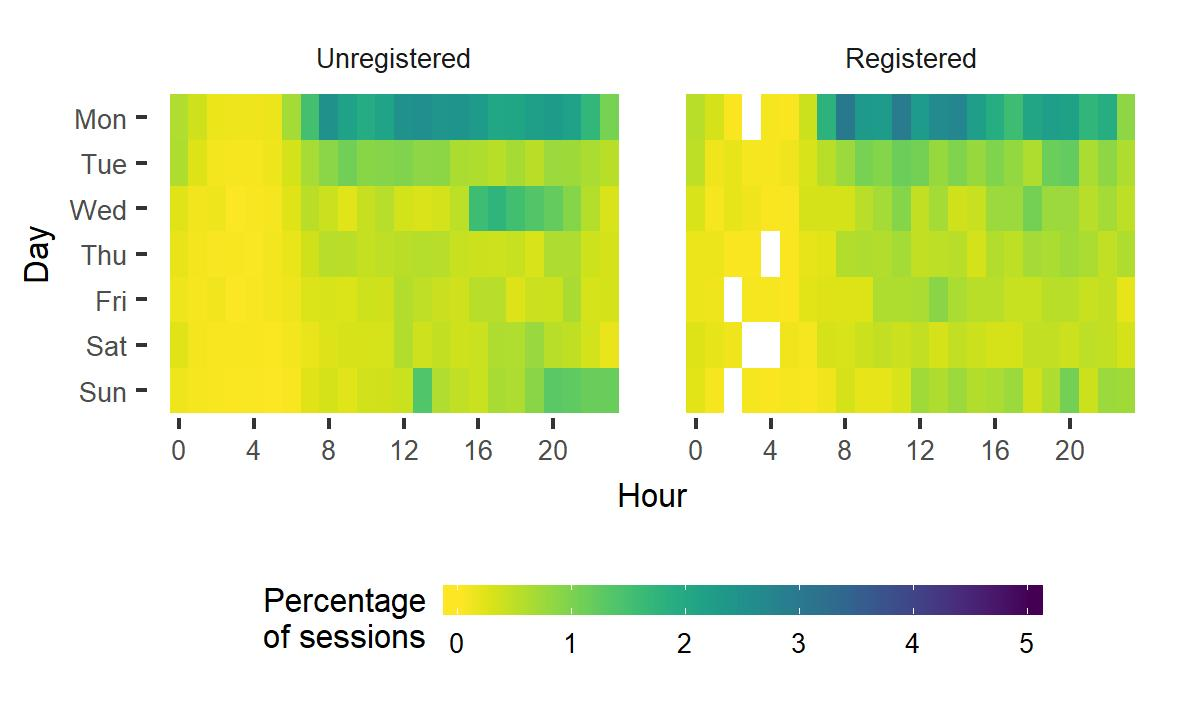 Unregistered
Registered
Mon
Tue
Wed
Thu
Fri
Sat
Sun
Day
0 4 8 12 16 20
0 4 8 12 16 20
Hour
Percentage
of sessions
0 1 2 3 4 5